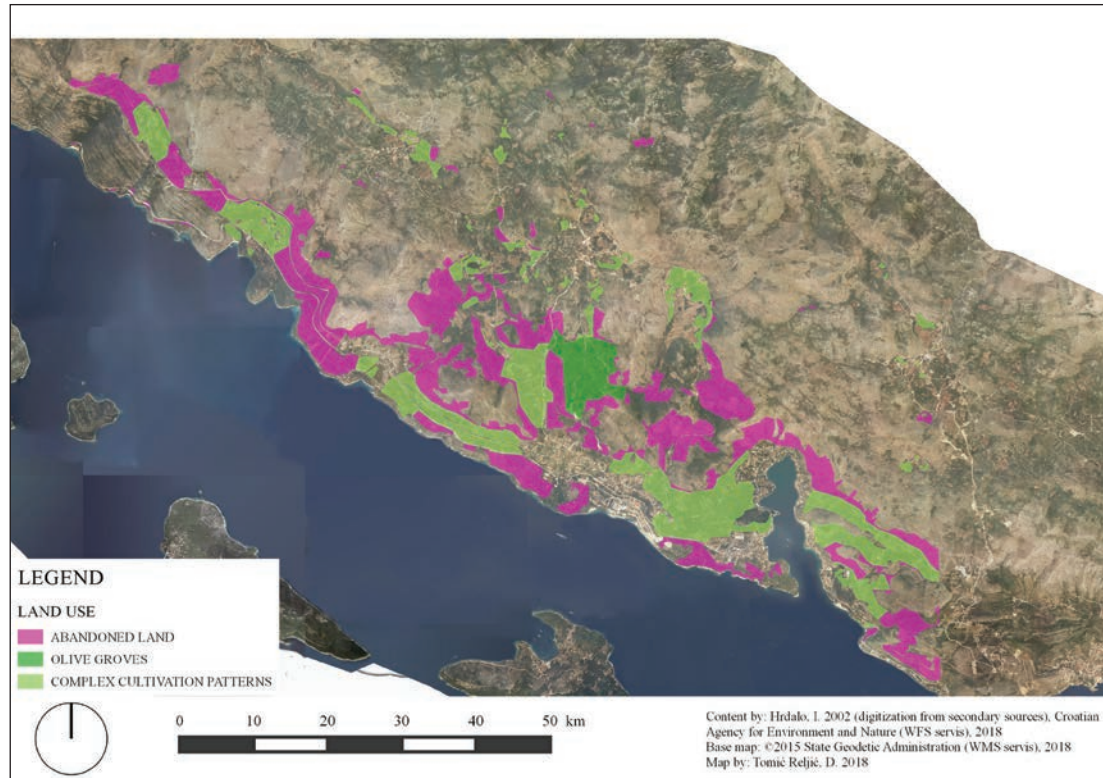 LEGEND
LAND USE
ABANDONED LAND
OLIVE GROVES
COMPLEX CULTIVATION PATTERNS
0 10 20 30 40 50 km
Content by: Hrdalo, I. 2002 (digitization from secondary sources), Croatian
Agency for Environment and Nature (WFS servis), 2018
Base map: ©2015 State Geodetic Administration (WMS servis), 2018
Map by: Tomić Reljić, D. 2018